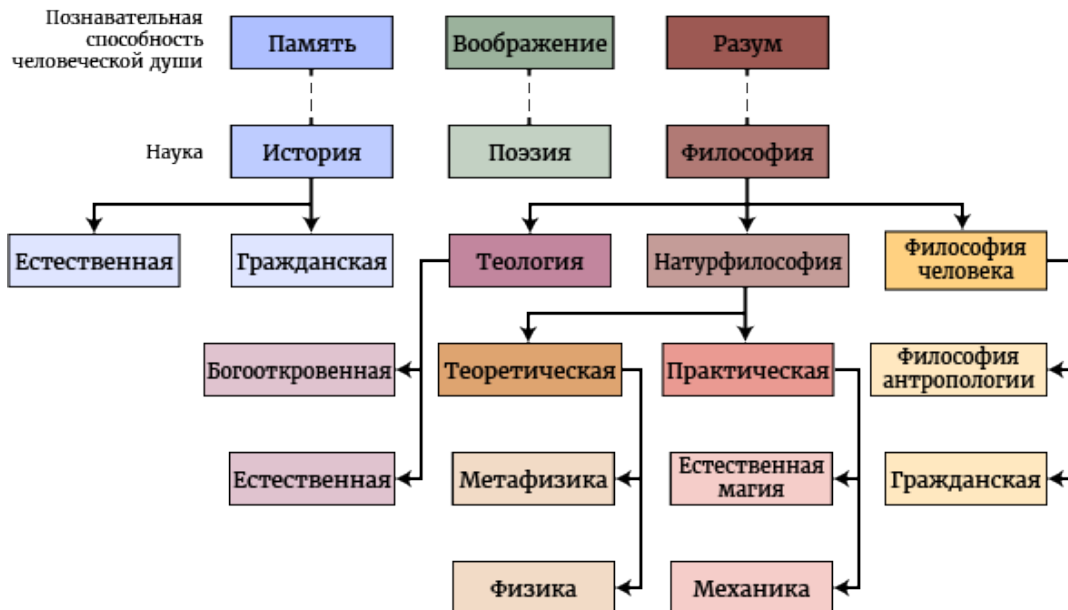 Познавательная
способность
человеческой души
Память
Воображение
Разум
Наука
История
Поэзия
Философия
Естественная
Гражданская
Теология
Натурфилософия
Философия
человека
Богооткровенная
Теоретическая
Практическая
Философия
антропологии
Естественная
Метафизика
Естественная
магия
Гражданская
Физика
Механика